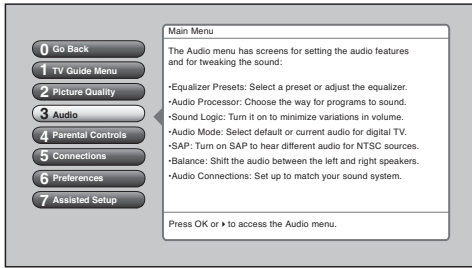 0 Go Back
1 TV Guide Menu
2 Picture Quality
3 Audio
4 Parental Controls
5 Connections
6 Preferences
7 Assisted Setup
Main Menu
The Audio menu has screens for setting the audio features
and for tweaking the sound:
•Equalizer Presets: Select a preset or adjust the equalizer.
•Audio Processor: Choose the way for programs to sound.
•Sound Logic: Turn it on to minimize variations in volume.
•Audio Mode: Select default or current audio for digital TV.
•SAP: Turn on SAP to hear different audio for NTSC sources.
•Balance: Shift the audio between the left and right speakers.
•Audio Connections: Set up to match your sound system.
Press OK or ▸ to access the Audio menu.